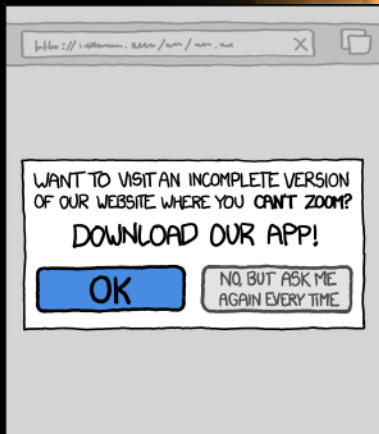 WANT TO VISIT AN INCOMPLETE VERSION
OF OUR WEBSITE WHERE YOU CAN'T ZOOM?
DOWNLOAD OUR APP!
OK
NO, BUT ASK ME
AGAIN EVERY TIME